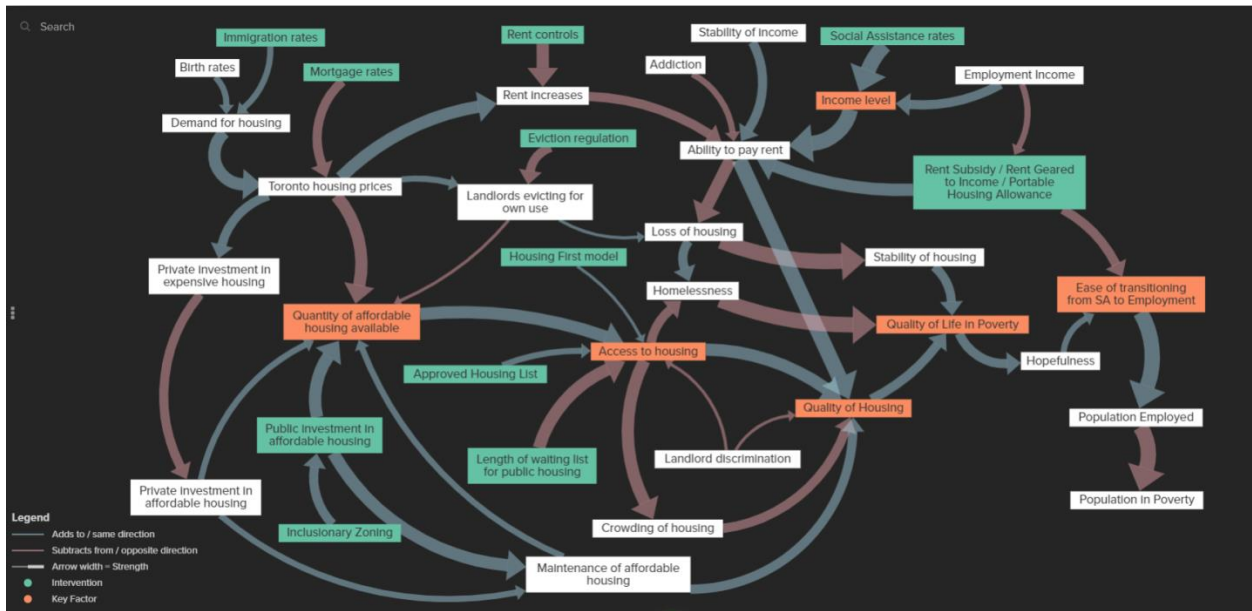 Search
Immigration rates
Rent controls
Stability of income
Social Assistance rates
Birth rates
Mortgage rates
Addiction
Employment Income
Rent increases
Income level
Demand for housing
Eviction regulation
Ability to pay rent
Rent Subsidy / Rent Geared
to Income / Portable
Housing Allowance
Toronto housing prices
Landlords evicting for
own use
Loss of housing
Housing First model
Stability of housing
Private investment in
expensive housing
Homelessness
Ease of transitioning
from SA to Employment
Quantity of affordable
housing available
Quality of Life in Poverty
Access to housing
Hopefulness
Approved Housing List
Quality of Housing
Population Employed
Public investment in
affordable housing
Length of waiting list
for public housing
Landlord discrimination
Private investment in
affordable housing
Population in Poverty
Inclusionary Zoning
Crowding of housing
Maintenance of affordable
housing
Legend
Adds to / same direction
Subtracts from / opposite direction
Arrow width = Strength
Intervention
Key Factor